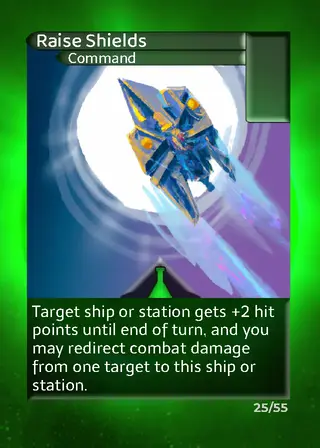 Raise Shields
Command
Target ship or station gets +2 hit
points until end of turn, and you
may redirect combat damage
from one target to this ship or
station.
25/55